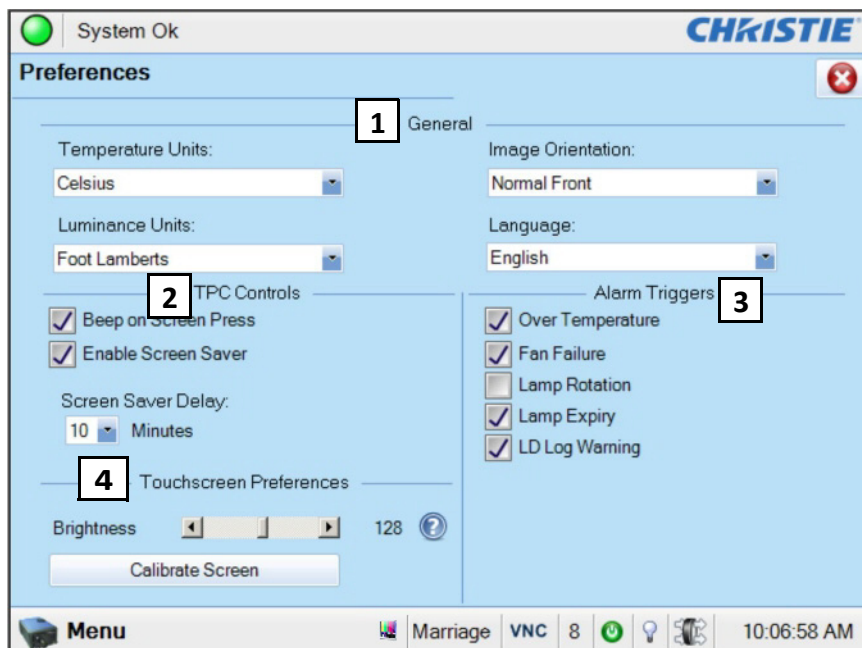 System Ok
CHRISTIE
Preferences
1 General
Temperature Units:
Celsius
Image Orientation:
Normal Front
Luminance Units:
Foot Lamberts
Language:
English
2 TPC Controls
Beep on Screen Press
Enable Screen Saver
Screen Saver Delay:
10 Minutes
Alarm Triggers 3
Over Temperature
Fan Failure
Lamp Rotation
Lamp Expiry
LD Log Warning
4 Touchscreen Preferences
Brightness 128 ?
Calibrate Screen
Menu Marriage VNC 8 10:06:58 AM